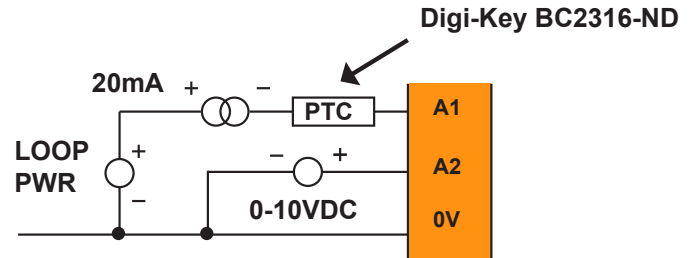 Digi-Key BC2316-ND
20mA
+
–
PTC
A1
LOOP
PWR
+
–
–
+
A2
0-10VDC
0V